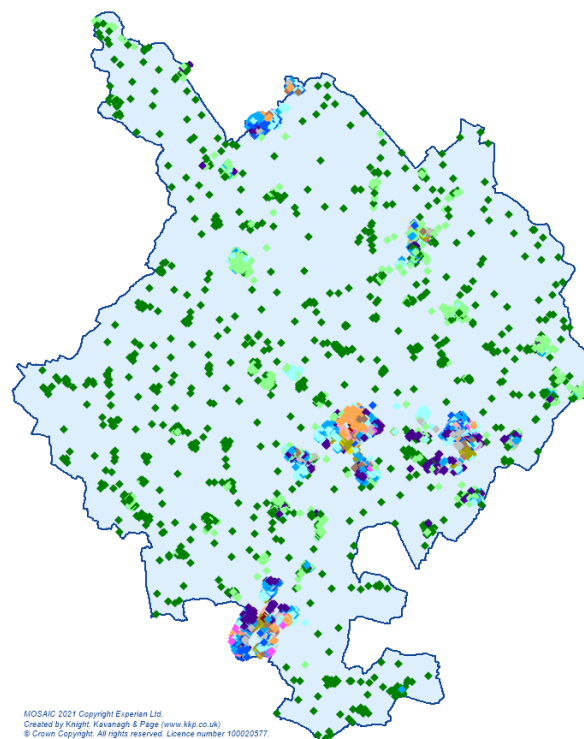 MOSAIC 2021 Copyright Experian Ltd.
Created by Knight, Kavanagh & Page (www.kkp.co.uk)
© Crown Copyright. All rights reserved. Licence number 100020577.